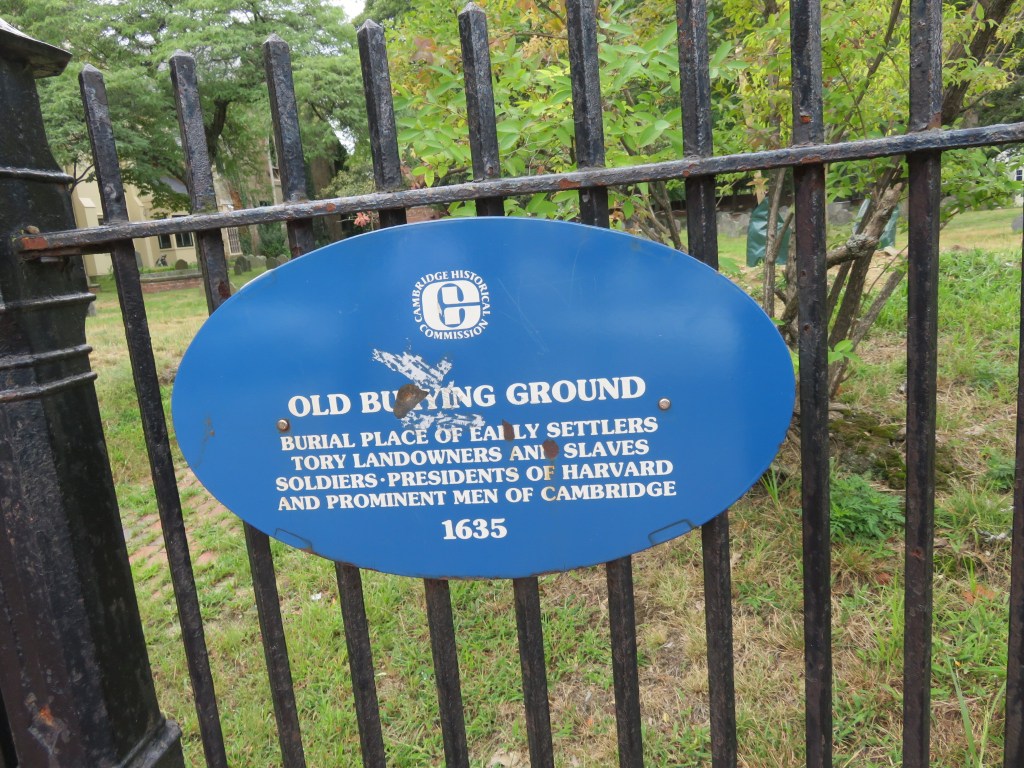 CAMBRIDGE HISTORICAL
COMMISSION
OLD BURYING GROUND
BURIAL PLACE OF EARLY SETTLERS
TORY LANDOWNERS AND SLAVES
SOLDIERS·PRESIDENTS OF HARVARD
AND PROMINENT MEN OF CAMBRIDGE
1635